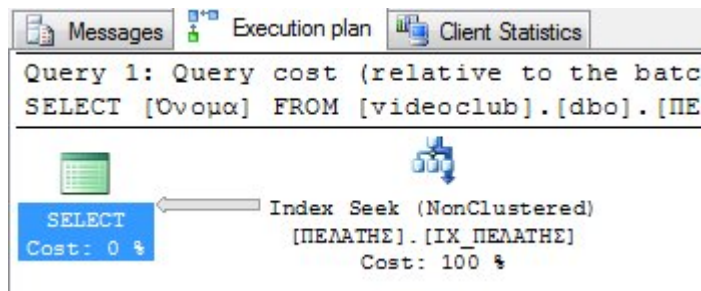 Messages Execution plan Client Statistics
Query 1: Query cost (relative to the batc
SELECT [Όνομα] FROM [videoclub].[dbo].[ΠΕ
SELECT
Cost: 0 %
Index Seek (NonClustered)
[ΠΕΛΑΤΗΣ].[IX_ΠΕΛΑΤΗΣ]
Cost: 100 %